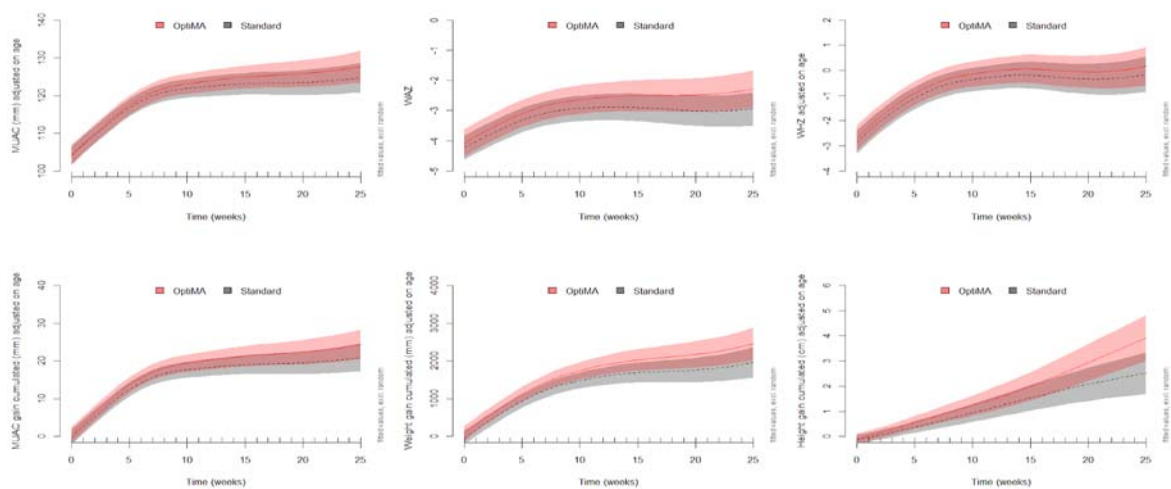 OptiMA Standard
MUAC (mm) adjusted on age
100 110 120 130 140
0 5 10 15 20 25
Time (weeks)
fitted values, excl. random
OptiMA Standard
WAZ
-5 -4 -3 -2 -1 0
0 5 10 15 20 25
Time (weeks)
fitted values, excl. random
OptiMA Standard
WHZ adjusted on age
-4 -3 -2 -1 0 1 2
0 5 10 15 20 25
Time (weeks)
fitted values, excl. random
OptiMA Standard
MUAC gain cumulated (mm) adjusted on age
0 10 20 30 40
0 5 10 15 20 25
Time (weeks)
fitted values, excl. random
OptiMA Standard
Weight gain cumulated (mm) adjusted on age
0 1000 2000 3000 4000
0 5 10 15 20 25
Time (weeks)
fitted values, excl. random
OptiMA Standard
Height gain cumulated (cm) adjusted on age
0 1 2 3 4 5 6
0 5 10 15 20 25
Time (weeks)
fitted values, excl. random